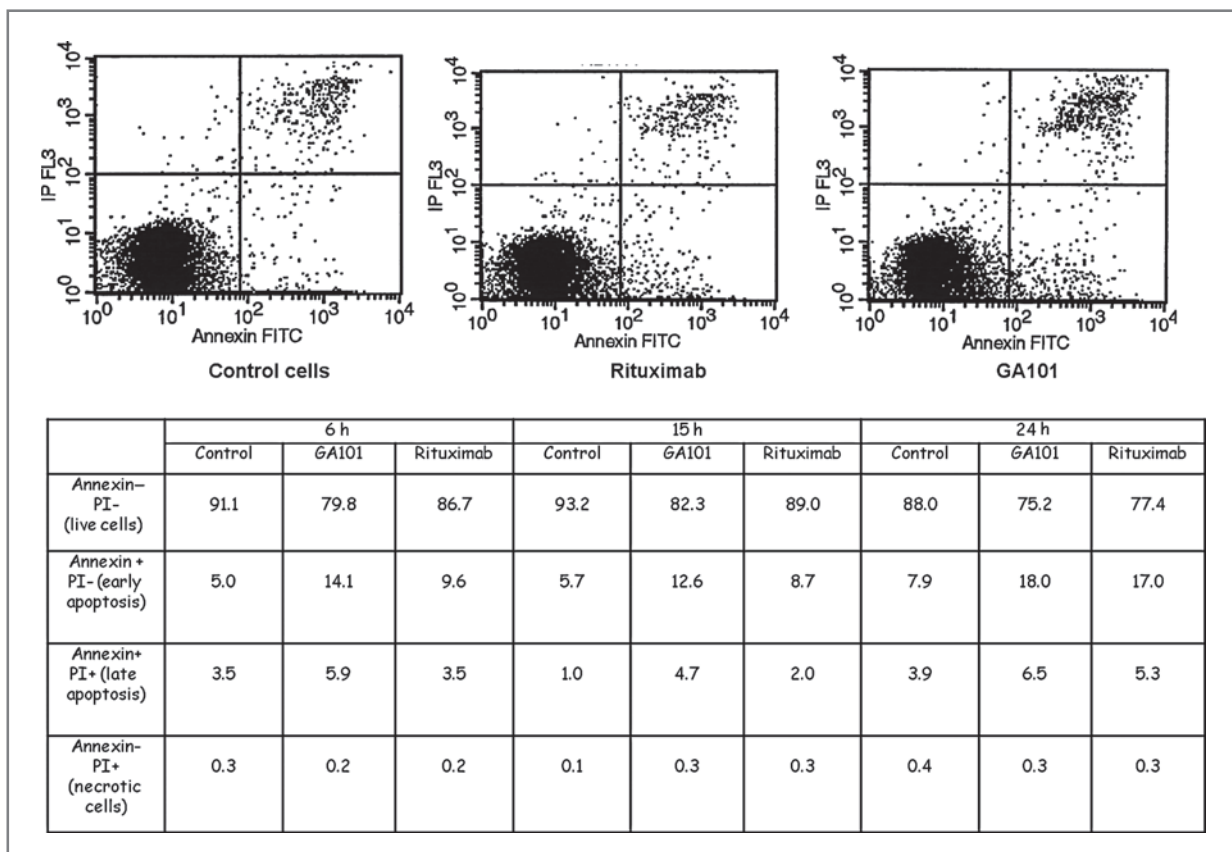 10^4
10^3
10^2
10^1
10^0
IP FL3
10^0 10^1 10^2 10^3 10^4
Annexin FITC
Control cells
10^4
10^3
10^2
10^1
10^0
IP FL3
10^0 10^1 10^2 10^3 10^4
Annexin FITC
Rituximab
10^4
10^3
10^2
10^1
10^0
IP FL3
10^0 10^1 10^2 10^3 10^4
Annexin FITC
GA101
6 h 15 h 24 h
Control GA101 Rituximab Control GA101 Rituximab Control GA101 Rituximab
Annexin–
PI-
(live cells)
91.1 79.8 86.7 93.2 82.3 89.0 88.0 75.2 77.4
Annexin +
PI- (early
apoptosis)
5.0 14.1 9.6 5.7 12.6 8.7 7.9 18.0 17.0
Annexin+
PI+ (late
apoptosis)
3.5 5.9 3.5 1.0 4.7 2.0 3.9 6.5 5.3
Annexin-
PI+
(necrotic
cells)
0.3 0.2 0.2 0.1 0.3 0.3 0.4 0.3 0.3